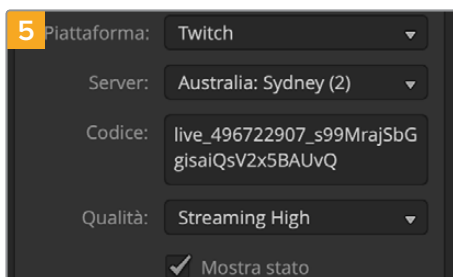 5
Piattaforma: Twitch
Server: Australia: Sydney (2)
Codice: live_496722907_s99MrajSbG
gisaiQsV2x5BAUvQ
Qualità: Streaming High
Mostra stato